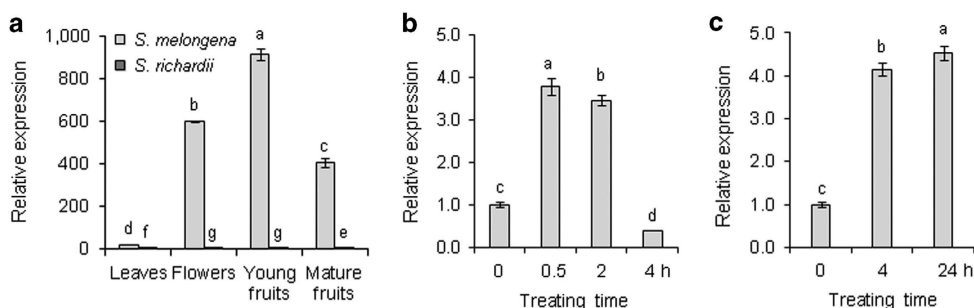 a
S. melongena
S. richardii
Relative expression
1,000
800
600
400
200
0
d f b g a g c e
Leaves Flowers Young fruits Mature fruits
b
Relative expression
5.0
4.0
3.0
2.0
1.0
0.0
c a b d
0 0.5 2 4 h
Treating time
c
Relative expression
5.0
4.0
3.0
2.0
1.0
0.0
c b a
0 4 24 h
Treating time